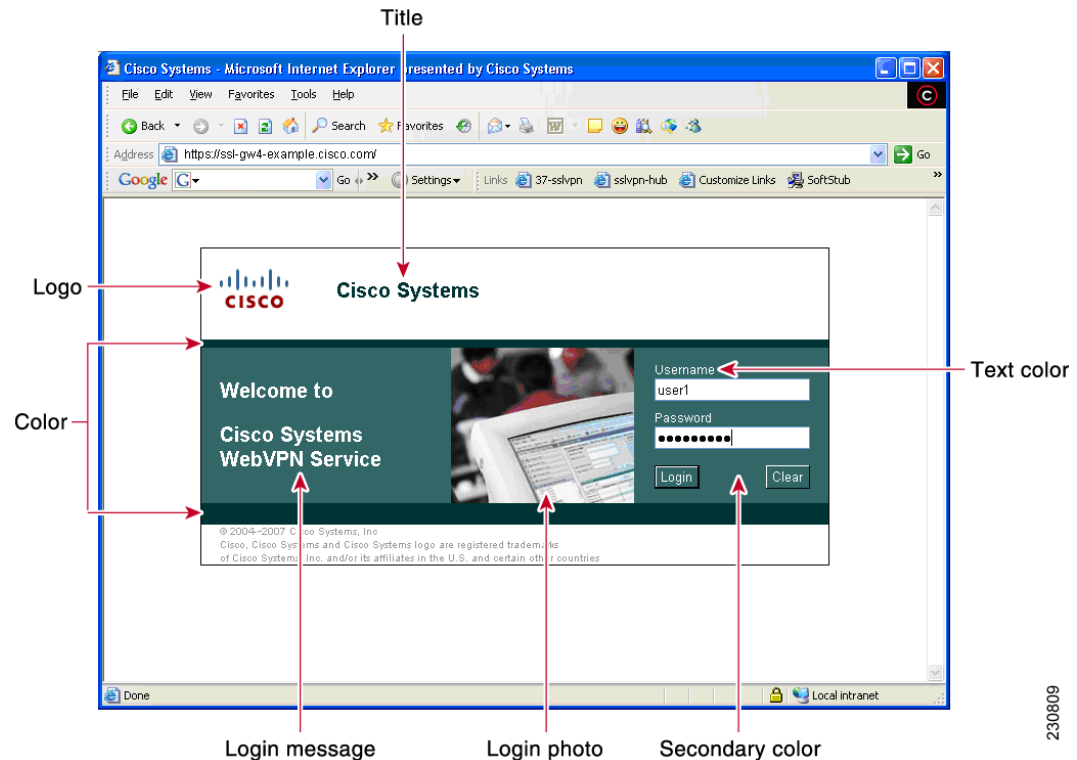 Title
Cisco Systems - Microsoft Internet Explorer presented by Cisco Systems
File Edit View Favorites Tools Help
Back Search Favorites
Address https://ssl-gw4-example.cisco.com/ Go
Google G Go Settings Links 37-sslvpn sslvpn-hub Customize Links SoftStub »
Logo
CISCO
Cisco Systems
Color
Welcome to
Cisco Systems
WebVPN Service
Username
user1
Password
Login Clear
Text color
© 2004--2007 Cisco Systems, Inc
Cisco, Cisco Systems and Cisco Systems logo are registered trademarks
of Cisco Systems, Inc. and/or its affiliates in the U.S. and certain other countries
Done Local intranet
Login message Login photo Secondary color
230809